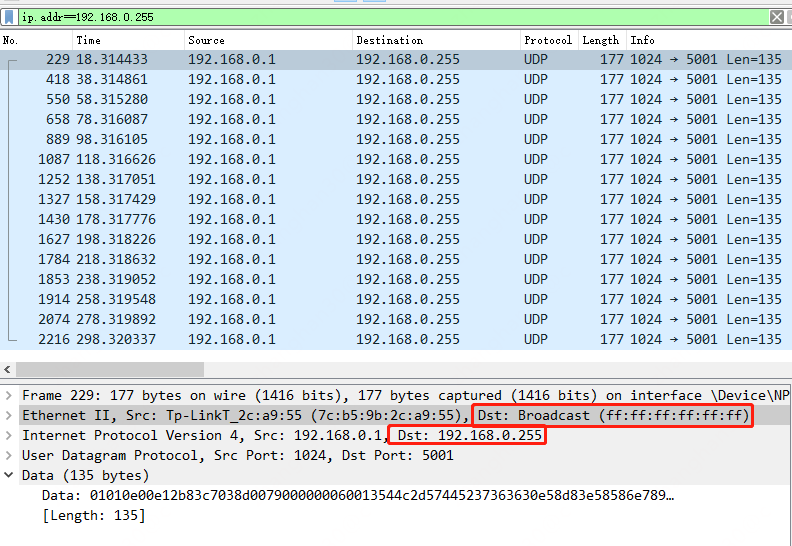 ip.addr==192.168.0.255
No. Time Source Destination Protocol Length Info
229 18.314433 192.168.0.1 192.168.0.255 UDP 177 1024 → 5001 Len=135
418 38.314861 192.168.0.1 192.168.0.255 UDP 177 1024 → 5001 Len=135
550 58.315280 192.168.0.1 192.168.0.255 UDP 177 1024 → 5001 Len=135
658 78.316087 192.168.0.1 192.168.0.255 UDP 177 1024 → 5001 Len=135
889 98.316105 192.168.0.1 192.168.0.255 UDP 177 1024 → 5001 Len=135
1087 118.316626 192.168.0.1 192.168.0.255 UDP 177 1024 → 5001 Len=135
1252 138.317051 192.168.0.1 192.168.0.255 UDP 177 1024 → 5001 Len=135
1327 158.317429 192.168.0.1 192.168.0.255 UDP 177 1024 → 5001 Len=135
1430 178.317776 192.168.0.1 192.168.0.255 UDP 177 1024 → 5001 Len=135
1627 198.318226 192.168.0.1 192.168.0.255 UDP 177 1024 → 5001 Len=135
1784 218.318632 192.168.0.1 192.168.0.255 UDP 177 1024 → 5001 Len=135
1853 238.319052 192.168.0.1 192.168.0.255 UDP 177 1024 → 5001 Len=135
1914 258.319548 192.168.0.1 192.168.0.255 UDP 177 1024 → 5001 Len=135
2074 278.319892 192.168.0.1 192.168.0.255 UDP 177 1024 → 5001 Len=135
2216 298.320337 192.168.0.1 192.168.0.255 UDP 177 1024 → 5001 Len=135
Frame 229: 177 bytes on wire (1416 bits), 177 bytes captured (1416 bits) on interface \Device\NP
Ethernet II, Src: Tp-LinkT_2c:a9:55 (7c:b5:9b:2c:a9:55), Dst: Broadcast (ff:ff:ff:ff:ff:ff)
Internet Protocol Version 4, Src: 192.168.0.1, Dst: 192.168.0.255
User Datagram Protocol, Src Port: 1024, Dst Port: 5001
Data (135 bytes)
Data: 01010e00e12b83c7038d0079000000060013544c2d57445237363630e58d83e58586e789…
[Length: 135]